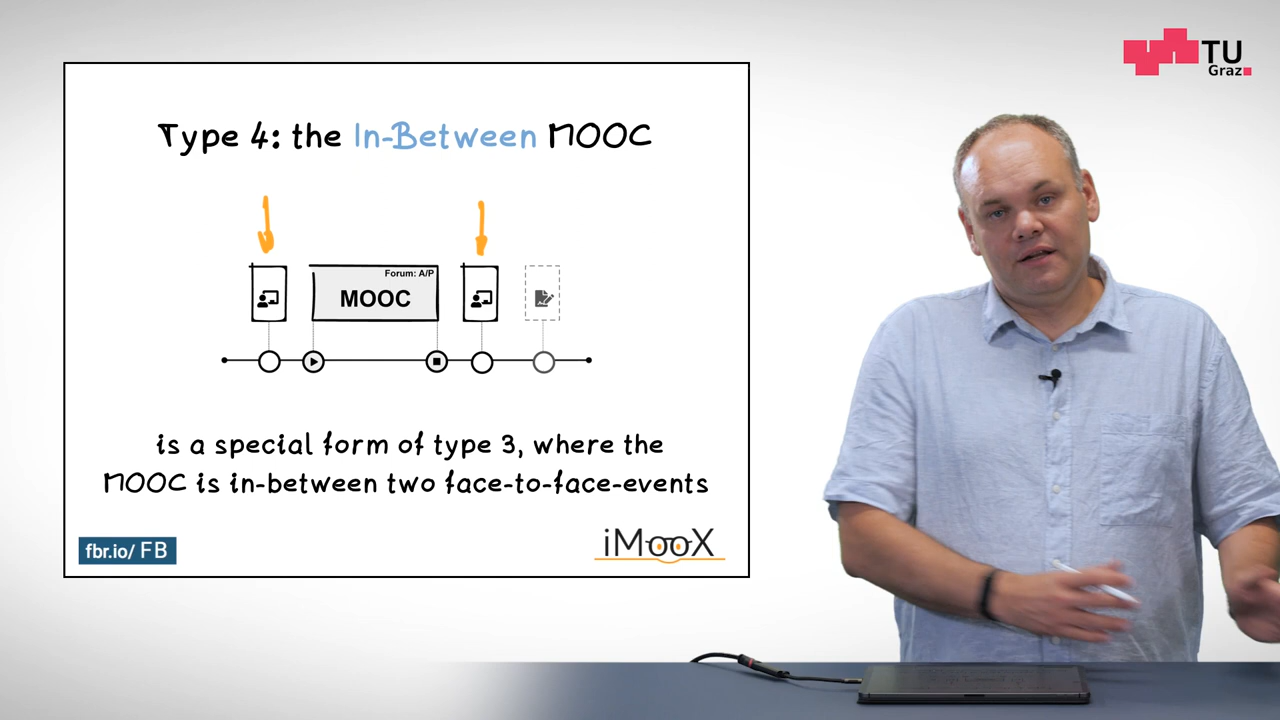 TU
Graz
Type 4: the In-Between MOOC
Forum: A/P
MOOC
is a special form of type 3, where the
MOOC is in-between two face-to-face-events
fbr.io/ FB
iMooX